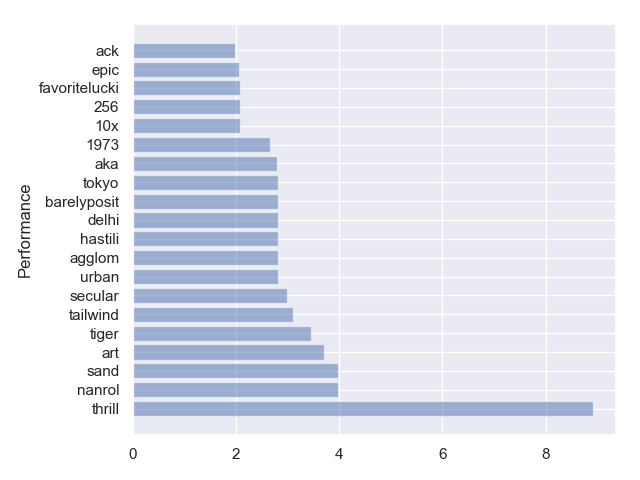 ack
epic
favoritelucki
256
10x
1973
aka
tokyo
barelyposit
delhi
hastili
agglom
urban
secular
tailwind
tiger
art
sand
nanrol
thrill
Performance
0 2 4 6 8